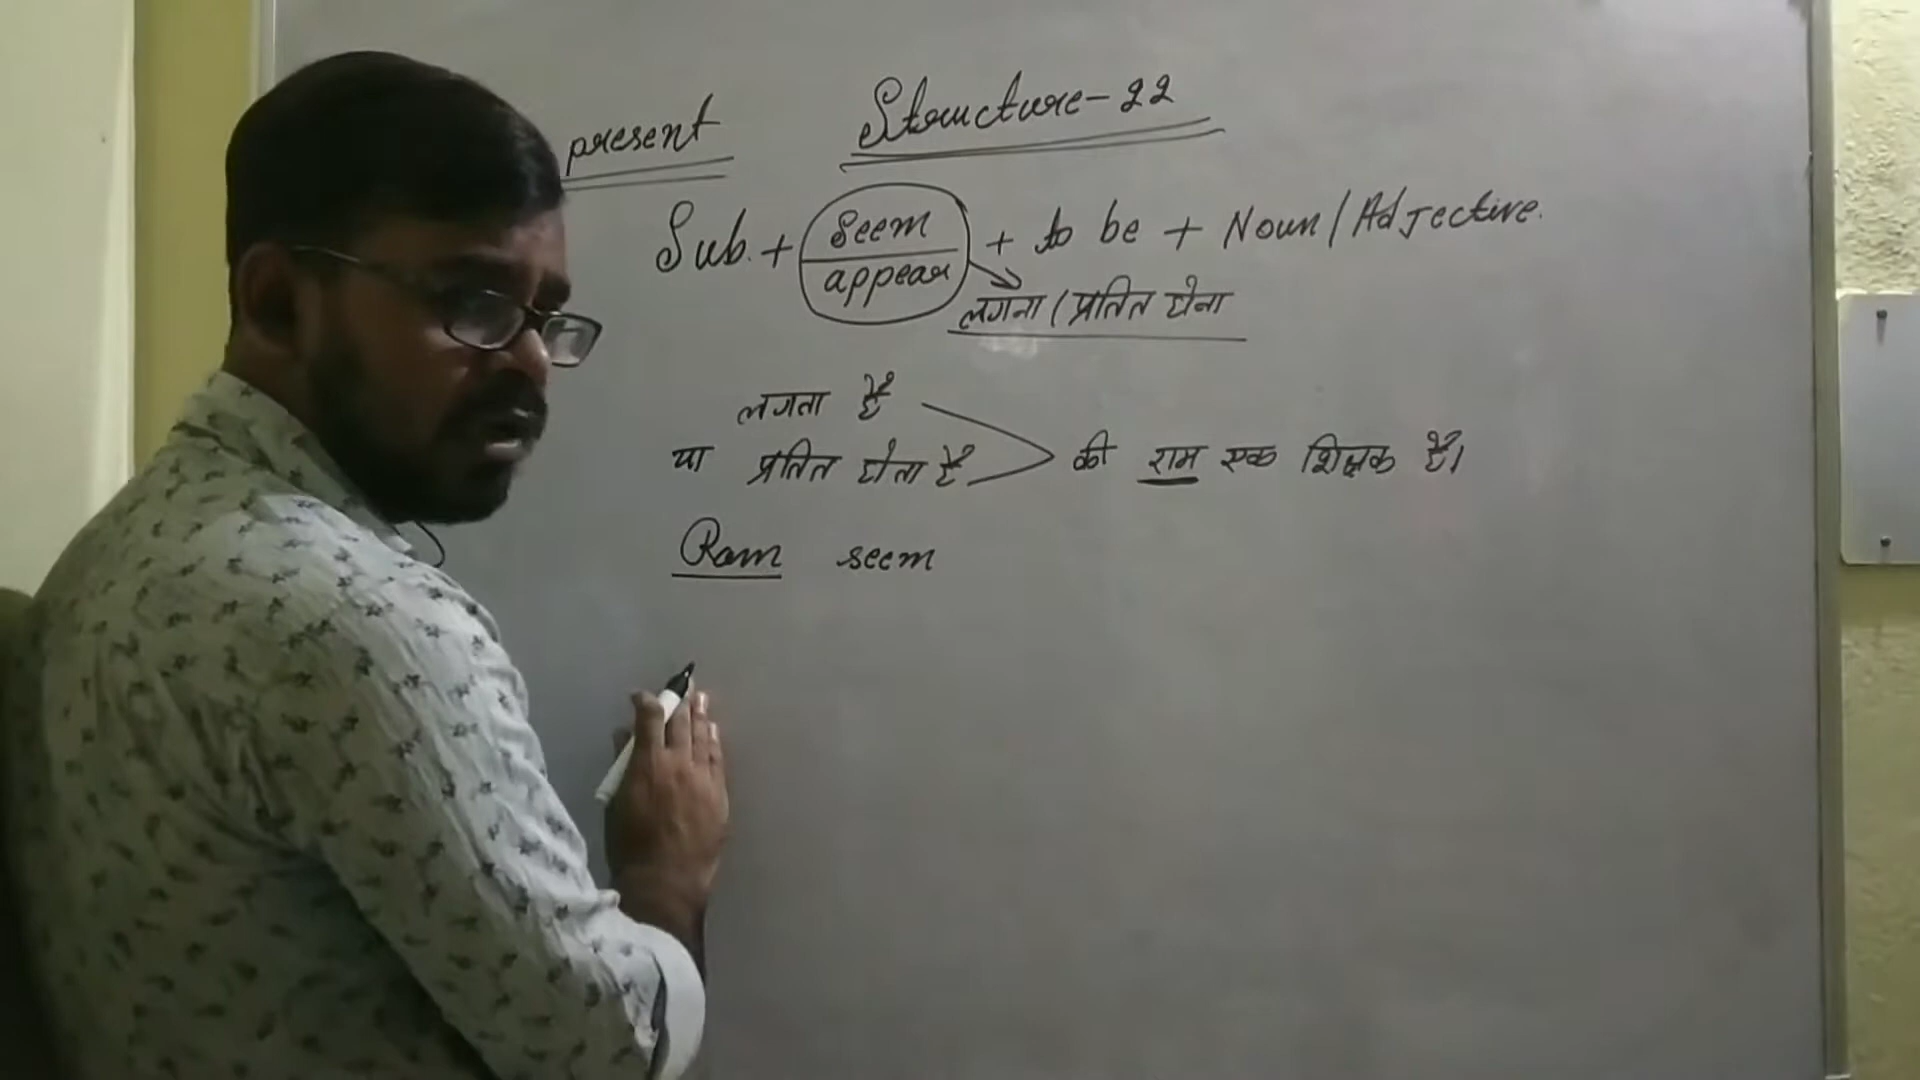 present Structure-22
Sub. + seem / appear + to be + Noun / Adjective.
लगना / प्रतित होना
लगता है
या प्रतित होता है की राम एक शिक्षक है।
Ram seem